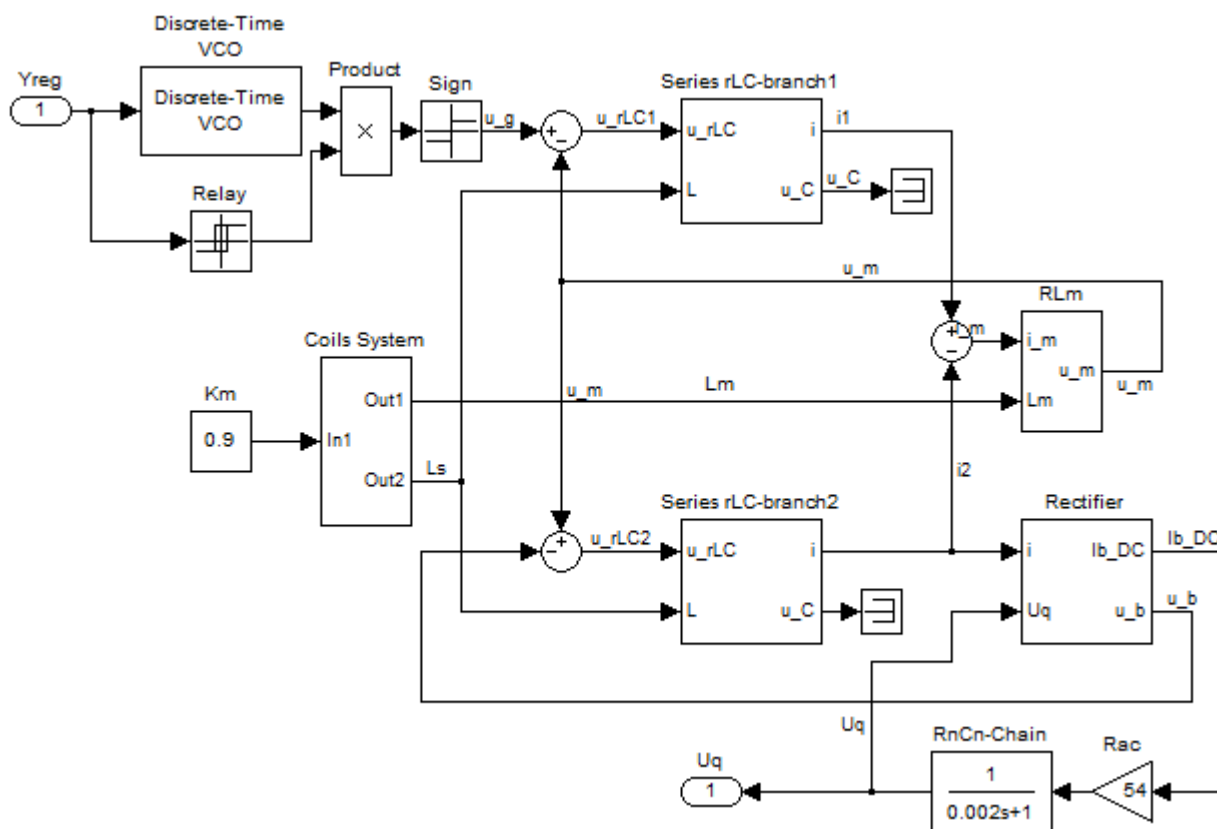 Discrete-Time
VCO
Yreg
1
Discrete-Time
VCO
Product
×
Sign
u_g
+
−
u_rLC1
Series rLC-branch1
u_rLC
i
L
u_C
i1
u_C
Relay
u_m
+
−
i_m
RLm
i_m
u_m
Lm
u_m
Coils System
In1
Out1
Out2
Km
0.9
u_m
Lm
Ls
i2
+
−
u_rLC2
Series rLC-branch2
u_rLC
i
L
u_C
Rectifier
i
Ib_DC
Uq
u_b
Ib_DC
u_b
Uq
Uq
1
RnCn-Chain
1
0.002s+1
Rac
54